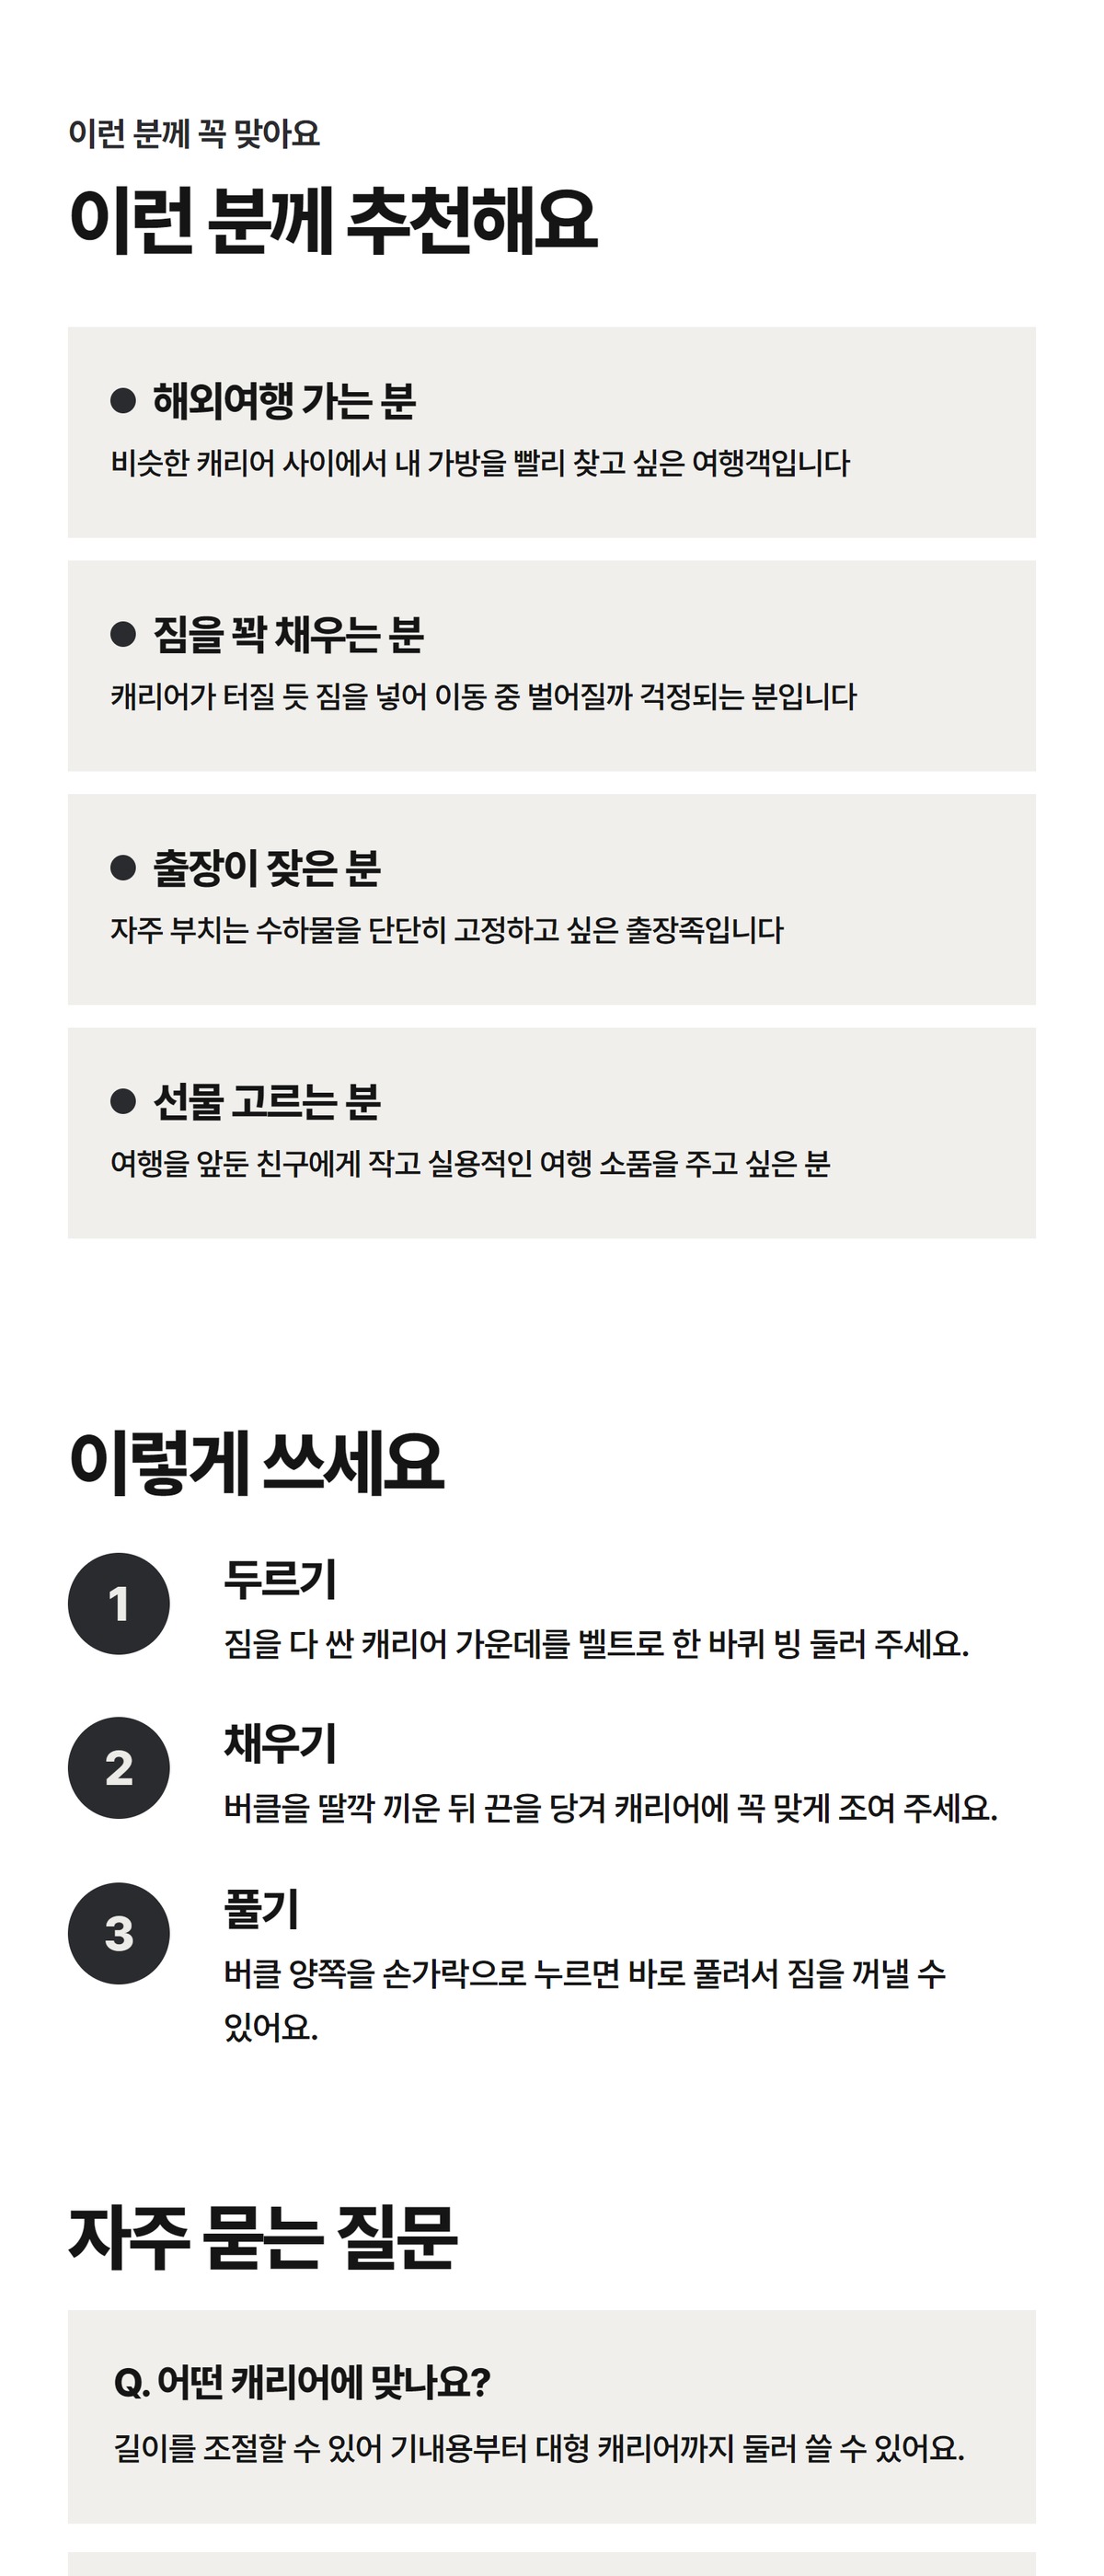 이런 분께 꼭 맞아요
이런 분께 추천해요
해외여행 가는 분
비슷한 캐리어 사이에서 내 가방을 빨리 찾고 싶은 여행객입니다
짐을 꽉 채우는 분
캐리어가 터질 듯 짐을 넣어 이동 중 벌어질까 걱정되는 분입니다
출장이 잦은 분
자주 부치는 수하물을 단단히 고정하고 싶은 출장족입니다
선물 고르는 분
여행을 앞둔 친구에게 작고 실용적인 여행 소품을 주고 싶은 분
이렇게 쓰세요
1
두르기
짐을 다 싼 캐리어 가운데를 벨트로 한 바퀴 빙 둘러 주세요.
2
채우기
버클을 딸깍 끼운 뒤 끈을 당겨 캐리어에 꼭 맞게 조여 주세요.
3
풀기
버클 양쪽을 손가락으로 누르면 바로 풀려서 짐을 꺼낼 수
있어요.
자주 묻는 질문
Q. 어떤 캐리어에 맞나요?
길이를 조절할 수 있어 기내용부터 대형 캐리어까지 둘러 쓸 수 있어요.